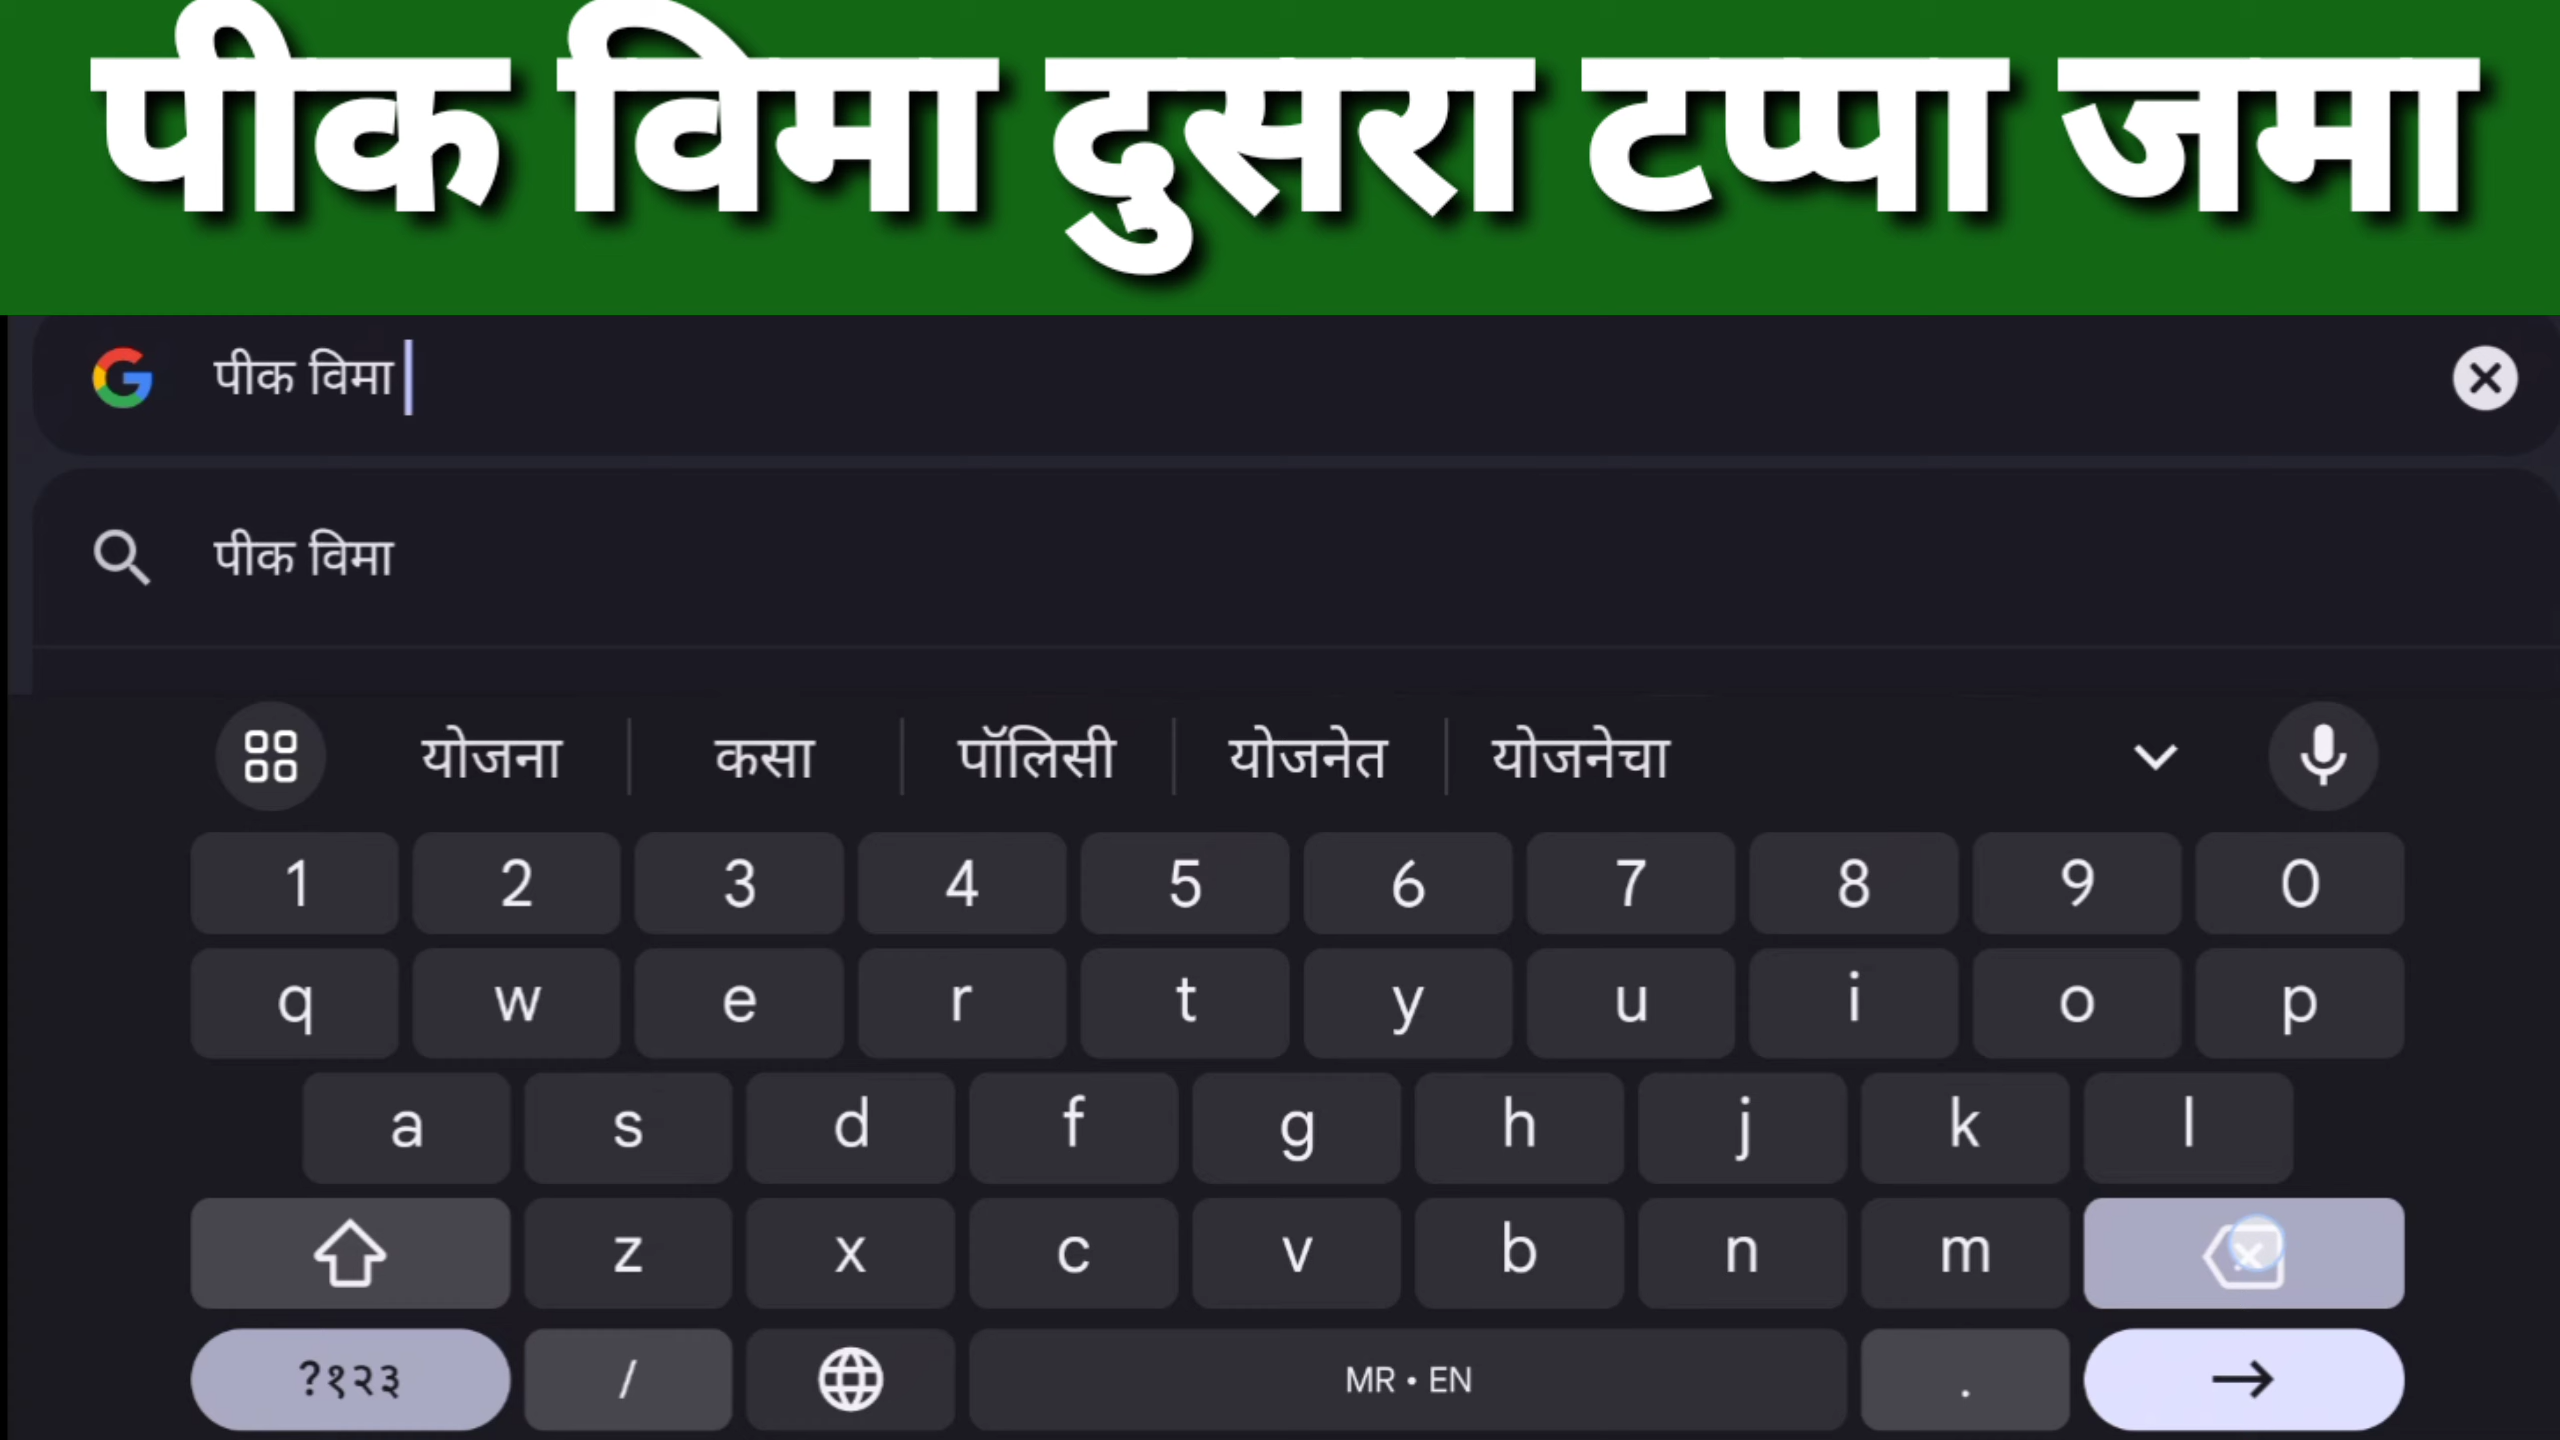 पीक विमा दुसरा टप्पा जमा
पीक विमा
पीक विमा
योजना कसा पॉलिसी योजनेत योजनेचा
1 2 3 4 5 6 7 8 9 0
q w e r t y u i o p
a s d f g h j k l
z x c v b n m
?१२३ / MR • EN .